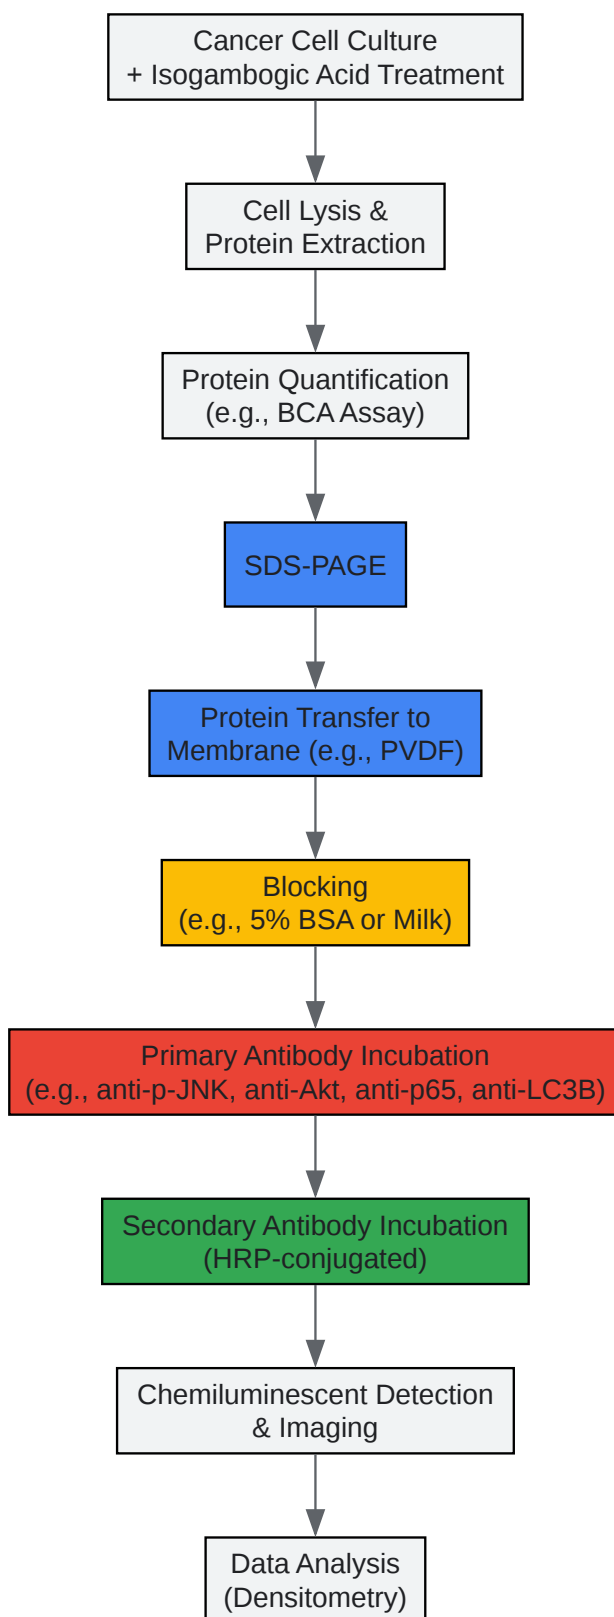 Cancer Cell Culture
+ Isogambogic Acid Treatment
Cell Lysis &
Protein Extraction
Protein Quantification
(e.g., BCA Assay)
SDS-PAGE
Protein Transfer to
Membrane (e.g., PVDF)
Blocking
(e.g., 5% BSA or Milk)
Primary Antibody Incubation
(e.g., anti-p-JNK, anti-Akt, anti-p65, anti-LC3B)
Secondary Antibody Incubation
(HRP-conjugated)
Chemiluminescent Detection
& Imaging
Data Analysis
(Densitometry)